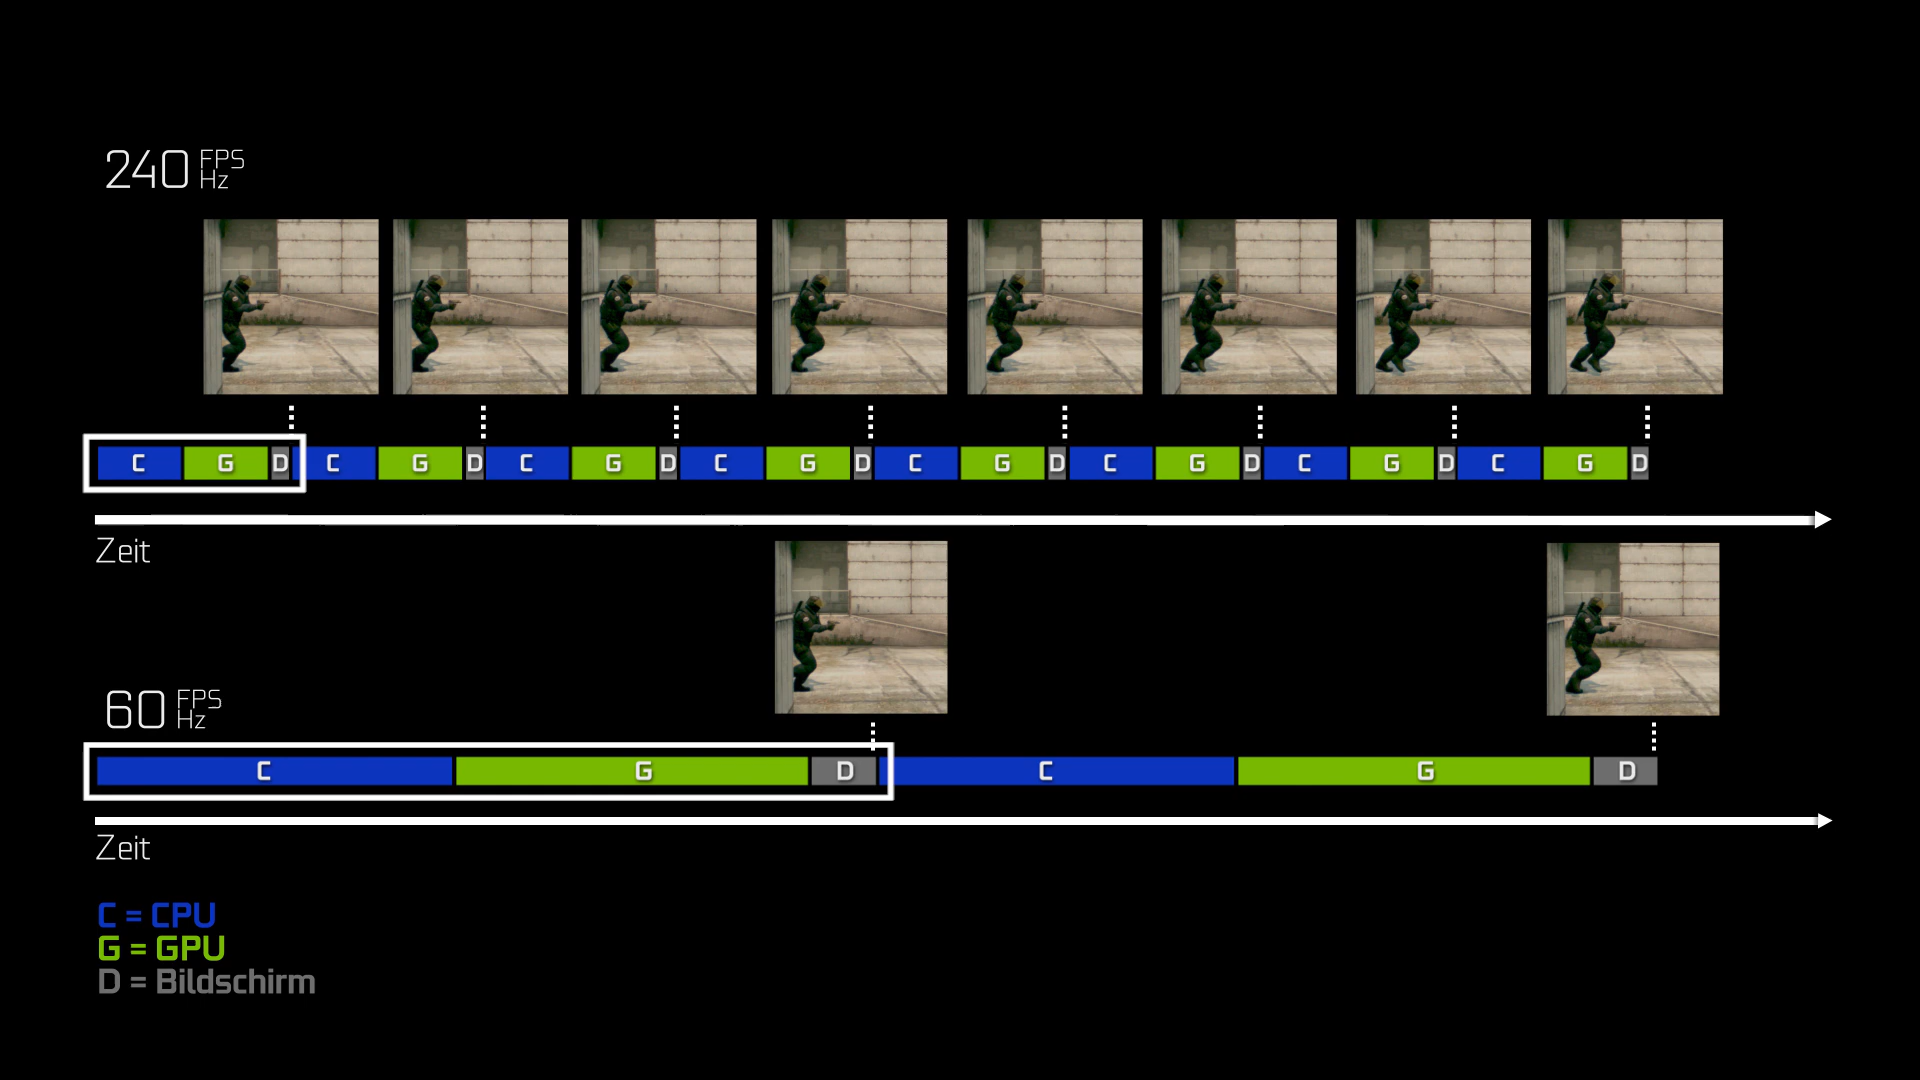 240 FPS
Hz
C G D C G D C G D C G D C G D C G D C G D C G D
Zeit
60 FPS
Hz
C G D C G D
Zeit
C = CPU
G = GPU
D = Bildschirm